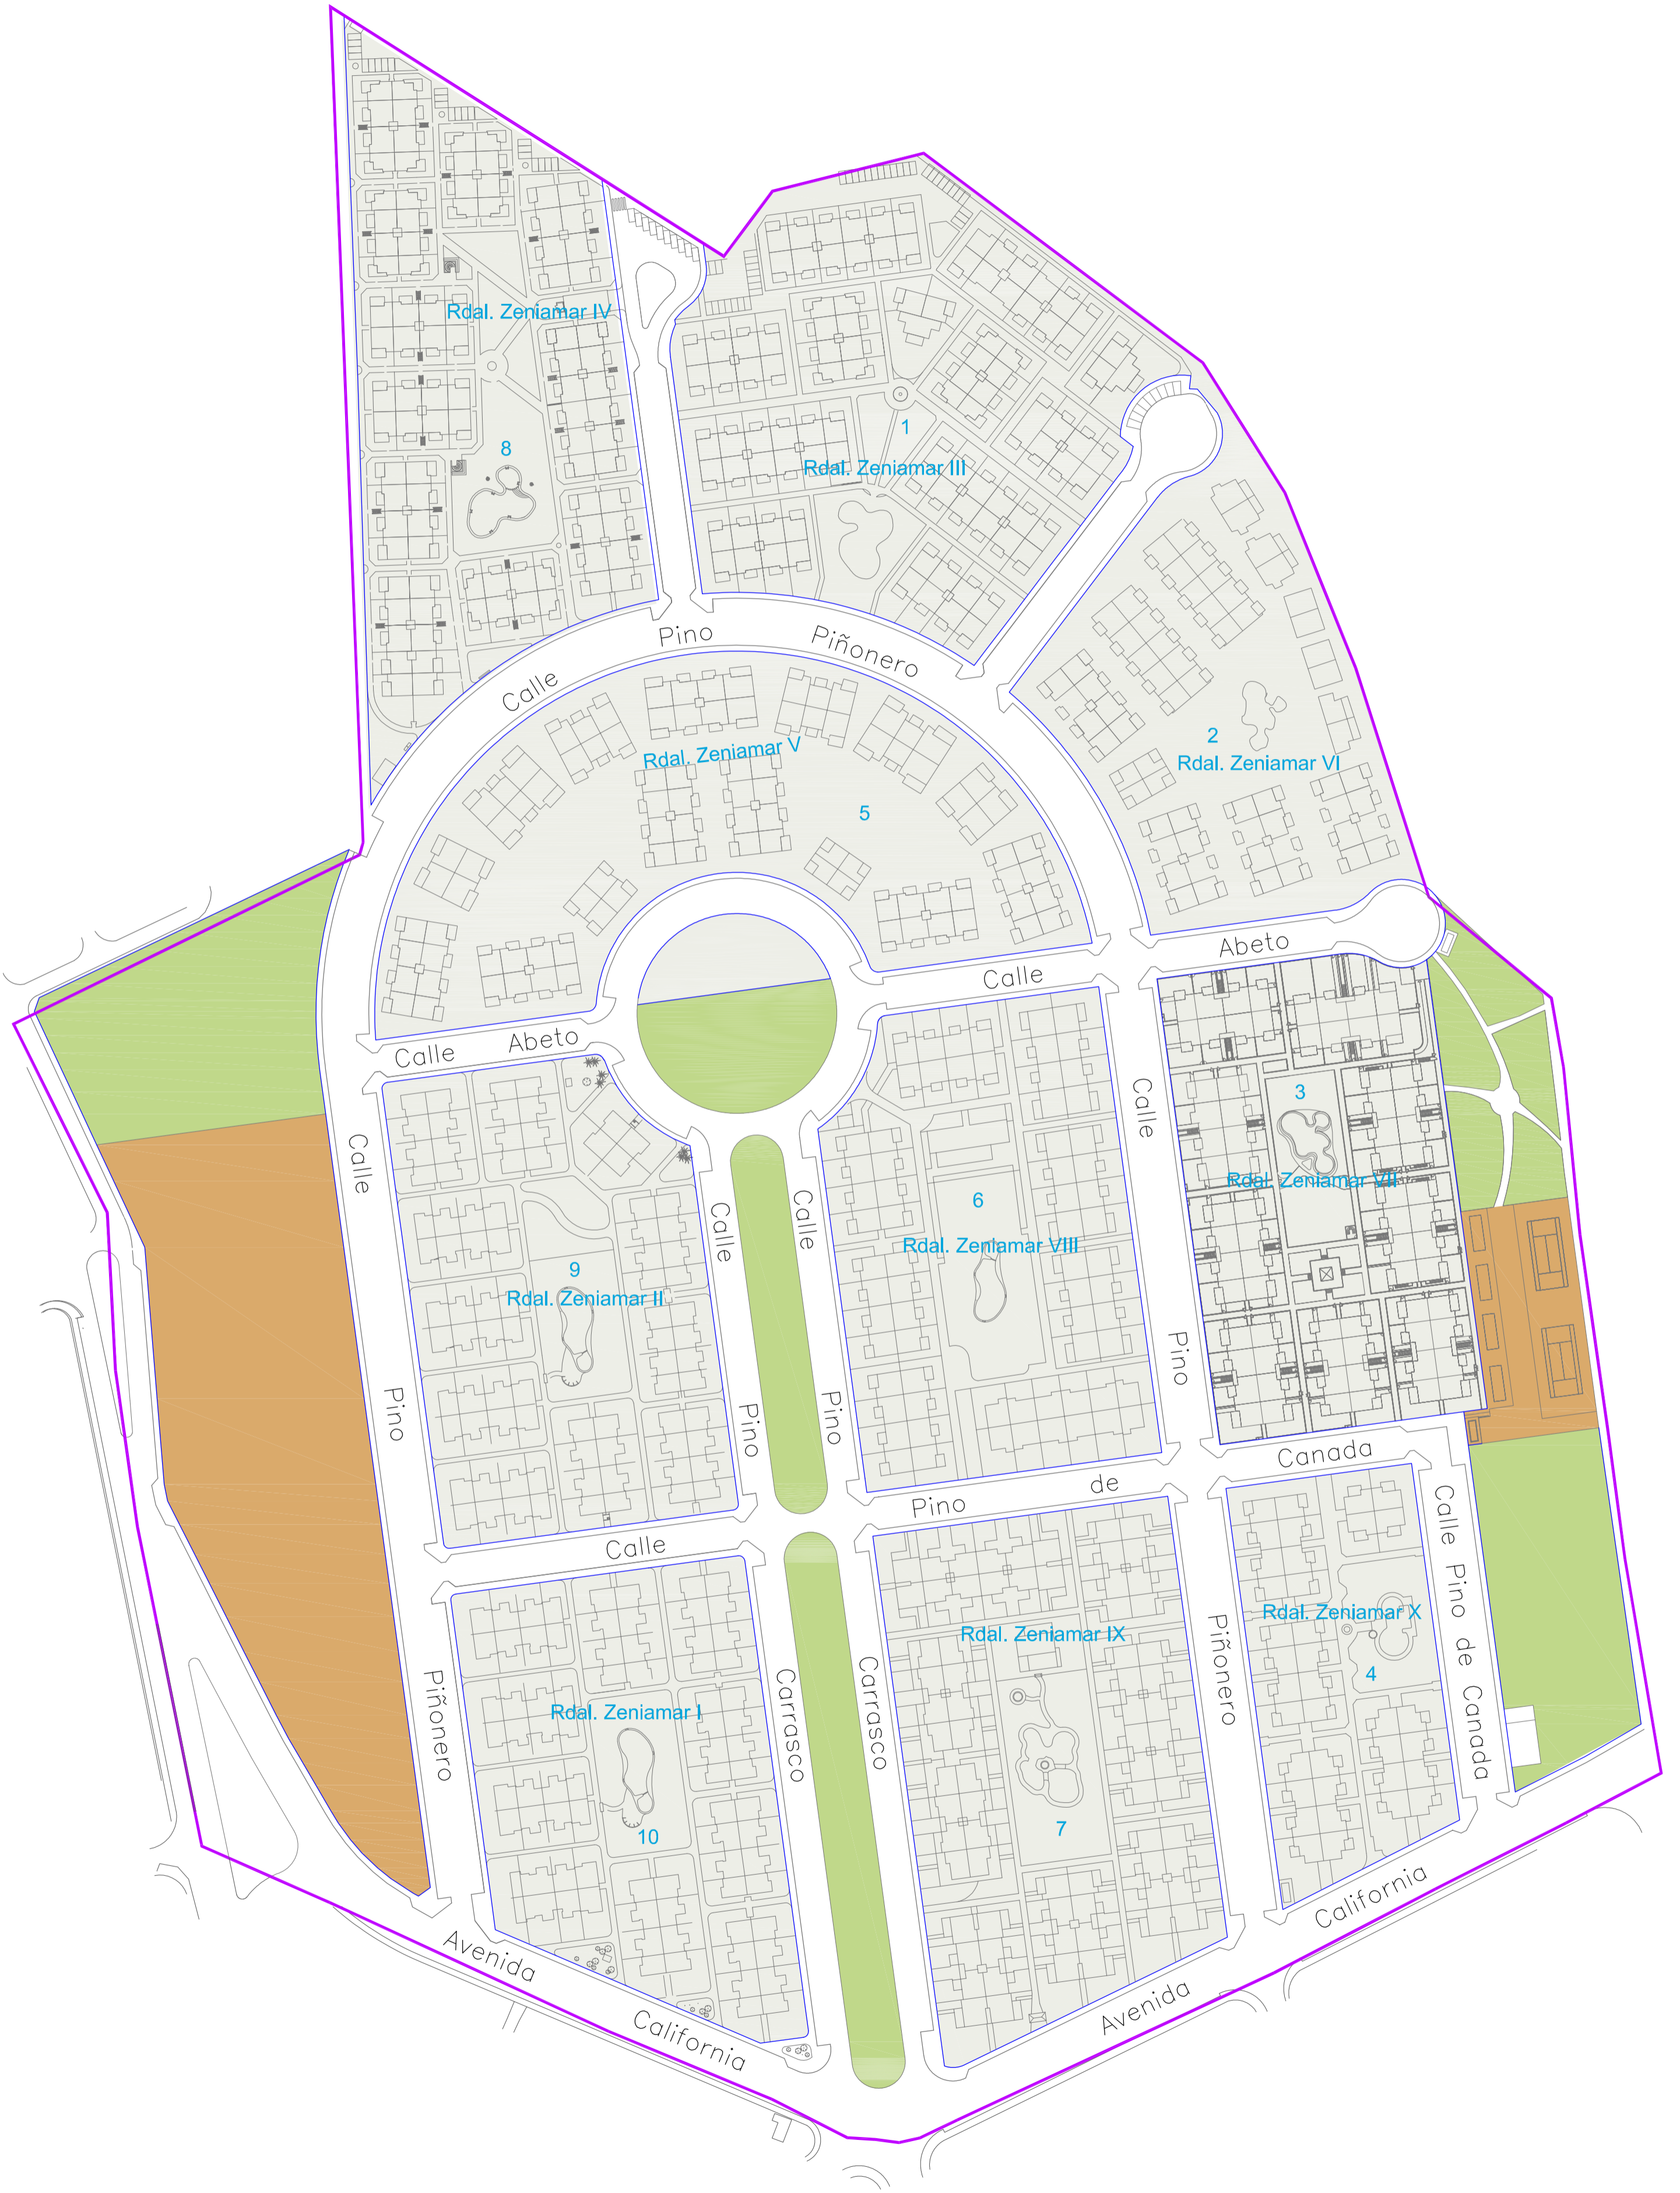 Rdal. Zeniamar IV
8
1
Rdal. Zeniamar III
Calle
Pino
Piñonero
Rdal. Zeniamar V
5
2
Rdal. Zeniamar VI
Abeto
Calle
Calle
Abeto
Calle
Pino
Piñonero
9
Rdal. Zeniamar II
Calle
Pino
Carrasco
Calle
Pino
Carrasco
6
Rdal. Zeniamar VIII
Calle
Pino
Piñonero
3
Rdal. Zeniamar VII
Calle
Pino
de
Canada
Rdal. Zeniamar I
10
Rdal. Zeniamar IX
7
Rdal. Zeniamar X
4
Calle Pino de Canada
Avenida
California
Avenida
California